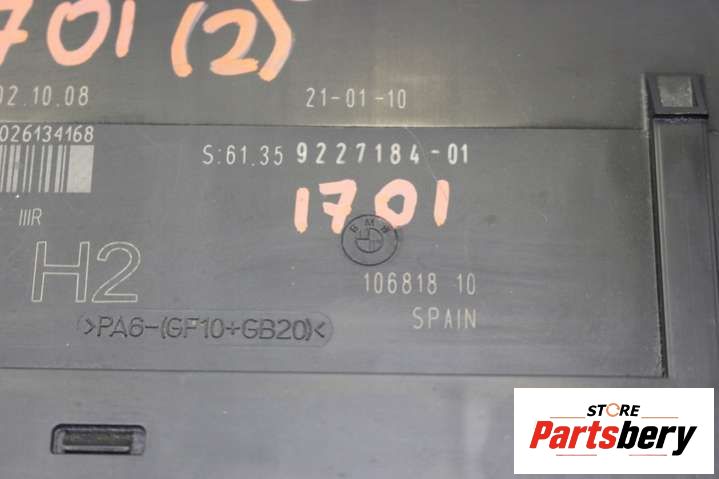 701 (2)
02.10.08
21-01-10
026134168
S:61.35 9227184-01
1701
IIIR
BMW
H2
106818 10
SPAIN
>PA6-(GF10+GB20)<
STORE
Partsbery